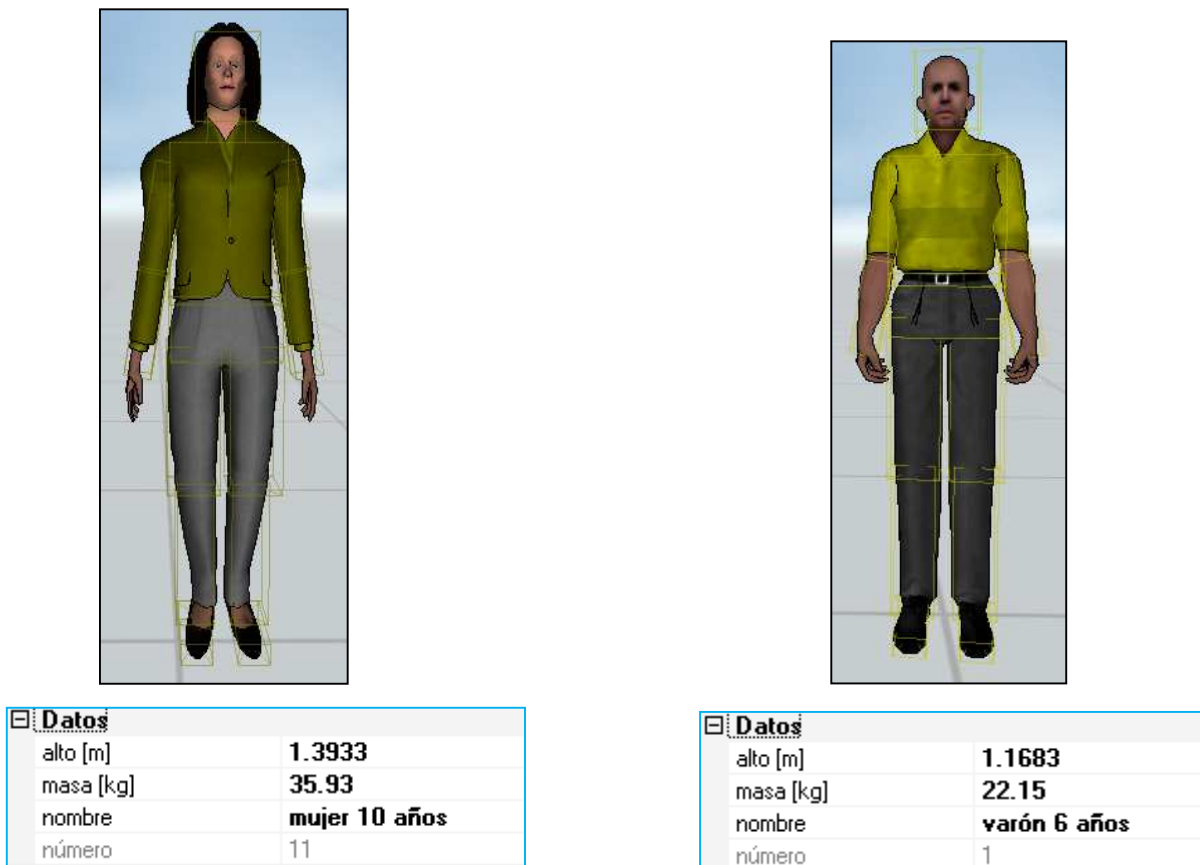 Datos
alto [m] 1.3933
masa [kg] 35.93
nombre mujer 10 años
número 11
Datos
alto [m] 1.1683
masa [kg] 22.15
nombre varón 6 años
número 1